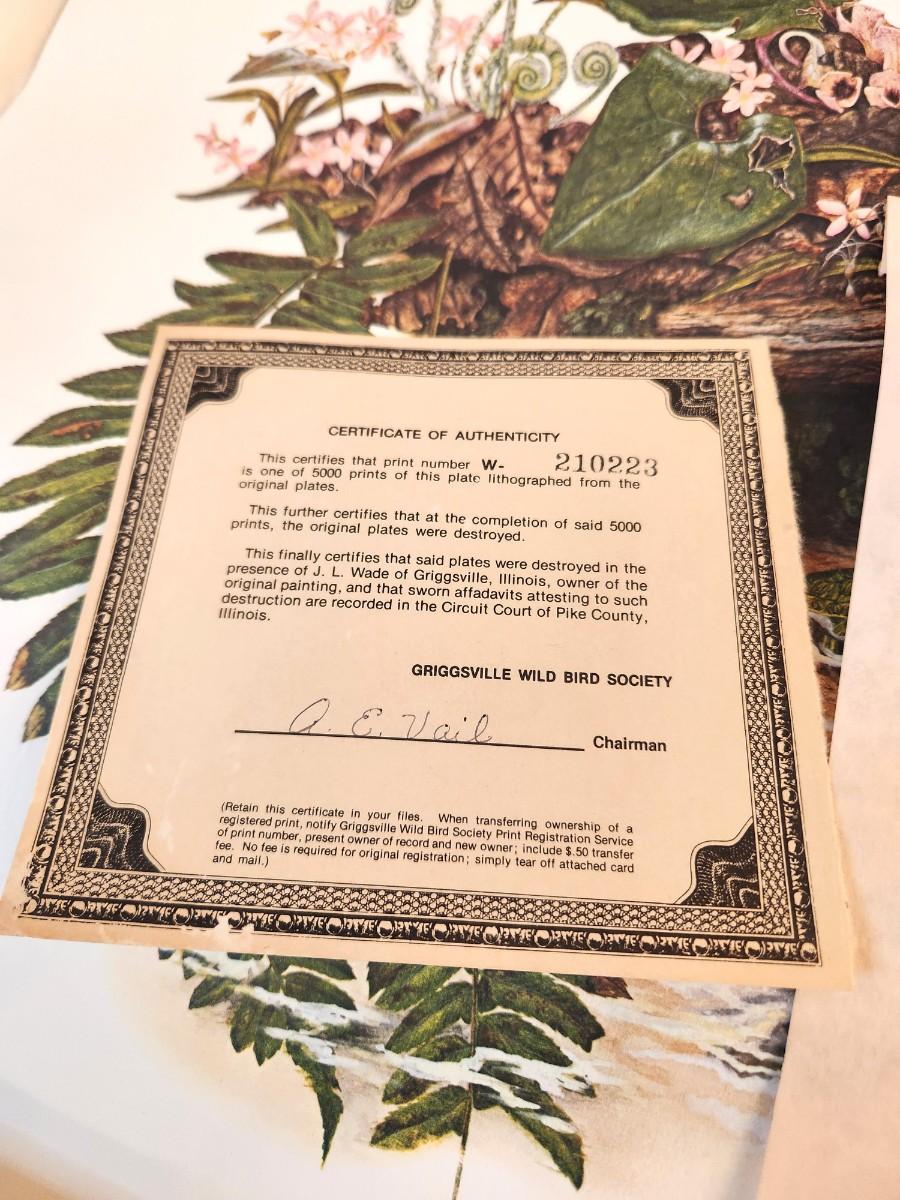 CERTIFICATE OF AUTHENTICITY
This certifies that print number W- 210223
is one of 5000 prints of this plate lithographed from the
original plates.
This further certifies that at the completion of said 5000
prints, the original plates were destroyed.
This finally certifies that said plates were destroyed in the
presence of J. L. Wade of Griggsville, Illinois, owner of the
original painting, and that sworn affadavits attesting to such
destruction are recorded in the Circuit Court of Pike County,
Illinois.
GRIGGSVILLE WILD BIRD SOCIETY
A. E. Vail Chairman
(Retain this certificate in your files. When transferring ownership of a
registered print, notify Griggsville Wild Bird Society Print Registration Service
of print number, present owner of record and new owner; include $.50 transfer
fee. No fee is required for original registration; simply tear off attached card
and mail.)